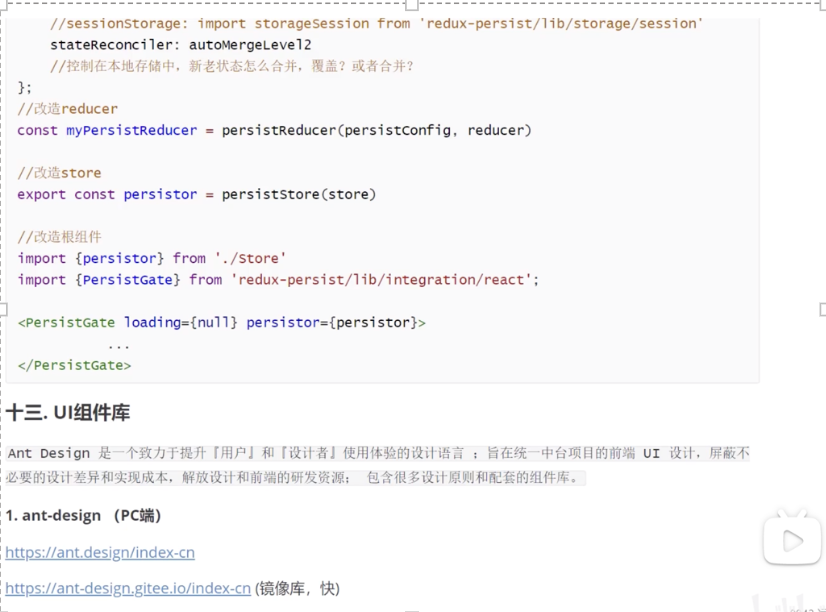 //sessionStorage: import storageSession from 'redux-persist/lib/storage/session'
stateReconciler: autoMergeLevel2
//控制在本地存储中，新老状态怎么合并，覆盖？或者合并？
};
//改造reducer
const myPersistReducer = persistReducer(persistConfig, reducer)
//改造store
export const persistor = persistStore(store)
//改造根组件
import {persistor} from './Store'
import {PersistGate} from 'redux-persist/lib/integration/react';
<PersistGate loading={null} persistor={persistor}>
...
</PersistGate>
十三. UI组件库
Ant Design 是一个致力于提升『用户』和『设计者』使用体验的设计语言 ；旨在统一中台项目的前端 UI 设计，屏蔽不
必要的设计差异和实现成本，解放设计和前端的研发资源； 包含很多设计原则和配套的组件库。
1. ant-design （PC端）
https://ant.design/index-cn
https://ant-design.gitee.io/index-cn (镜像库，快)